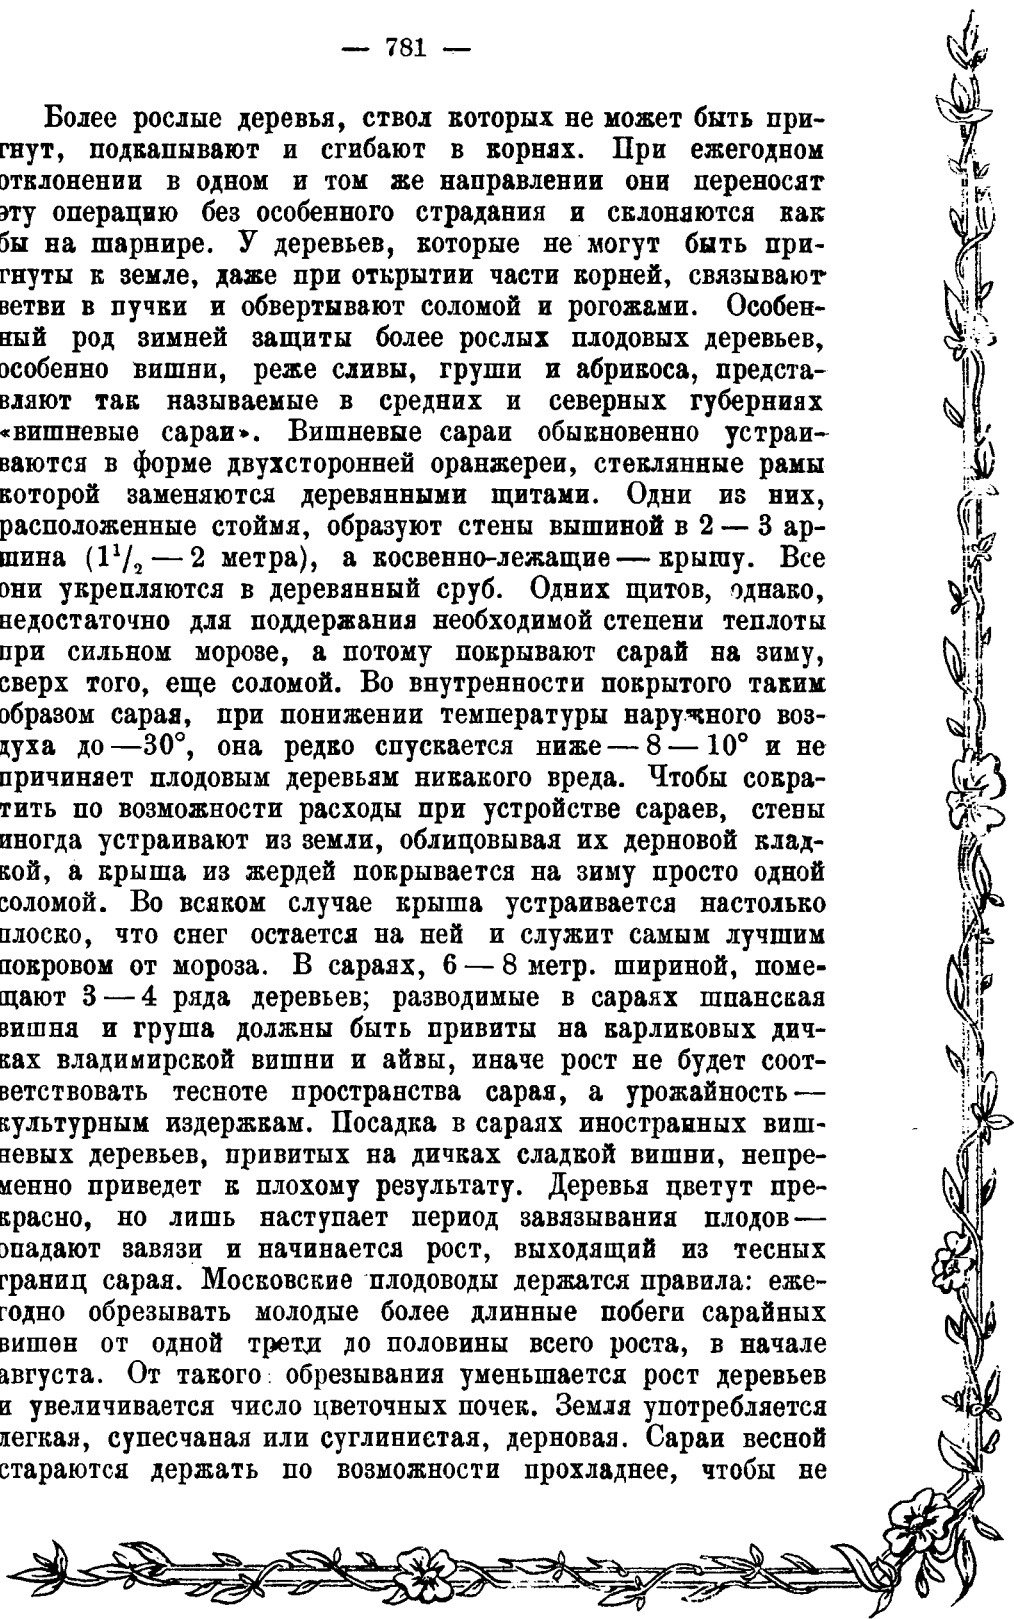 — 781 —
Более рослые деревья, ствол которых не может быть при-
гнут, подкапывают и сгибают в корнях. При ежегодном
отклонении в одном и том же направлении они переносят
эту операцию без особенного страдания и склоняются как
бы на шарнире. У деревьев, которые не могут быть при-
гнуты к земле, даже при открытии части корней, связывают
ветви в пучки и обвертывают соломой и рогожами. Особен-
ный род зимней защиты более рослых плодовых деревьев,
особенно вишни, реже сливы, груши и абрикоса, предста-
вляют так называемые в средних и северных губерниях
«вишневые сараи». Вишневые сараи обыкновенно устраи-
ваются в форме двухсторонней оранжереи, стеклянные рамы
которой заменяются деревянными щитами. Одни из них,
расположенные стоймя, образуют стены вышиной в 2 — 3 ар-
шина (1¹/₂ — 2 метра), а косвенно-лежащие — крышу. Все
они укрепляются в деревянный сруб. Одних щитов, однако,
недостаточно для поддержания необходимой степени теплоты
при сильном морозе, а потому покрывают сарай на зиму,
сверх того, еще соломой. Во внутренности покрытого таким
образом сарая, при понижении температуры наружного воз-
духа до —30°, она редко спускается ниже — 8 — 10° и не
причиняет плодовым деревьям никакого вреда. Чтобы сокра-
тить по возможности расходы при устройстве сараев, стены
иногда устраивают из земли, облицовывая их дерновой клад-
кой, а крыша из жердей покрывается на зиму просто одной
соломой. Во всяком случае крыша устраивается настолько
плоско, что снег остается на ней и служит самым лучшим
покровом от мороза. В сараях, 6 — 8 метр. шириной, поме-
щают 3 — 4 ряда деревьев; разводимые в сараях шпанская
вишня и груша должны быть привиты на карликовых дич-
ках владимирской вишни и айвы, иначе рост не будет соот-
ветствовать тесноте пространства сарая, а урожайность —
культурным издержкам. Посадка в сараях иностранных виш-
невых деревьев, привитых на дичках сладкой вишни, непре-
менно приведет к плохому результату. Деревья цветут пре-
красно, но лишь наступает период завязывания плодов —
опадают завязи и начинается рост, выходящий из тесных
границ сарая. Московские плодоводы держатся правила: еже-
годно обрезывать молодые более длинные побеги сарайных
вишен от одной трети до половины всего роста, в начале
августа. От такого обрезывания уменьшается рост деревьев
и увеличивается число цветочных почек. Земля употребляется
легкая, супесчаная или суглинистая, дерновая. Сараи весной
стараются держать по возможности прохладнее, чтобы не